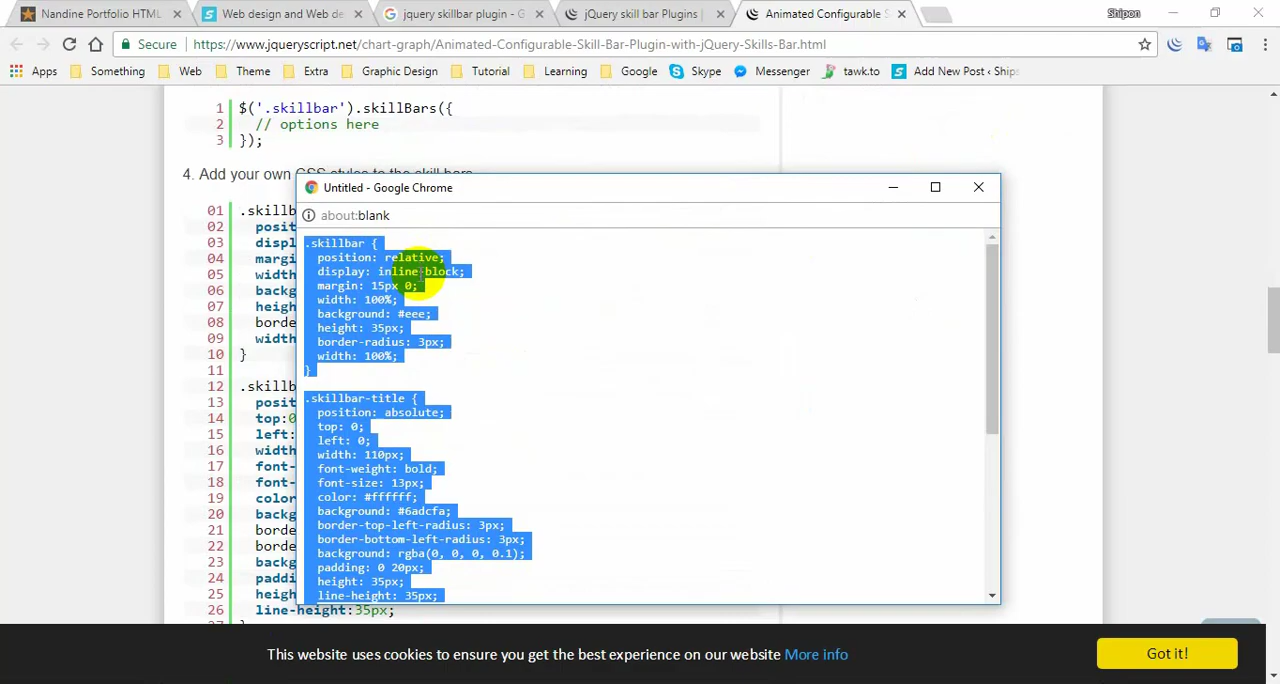 Nandine Portfolio HTML
Web design and Web de
jquery skillbar plugin - G
jQuery skill bar Plugins |
Animated Configurable S
Shipon
Secure
https://www.jqueryscript.net/chart-graph/Animated-Configurable-Skill-Bar-Plugin-with-jQuery-Skills-Bar.html
Apps Something Web Theme Extra Graphic Design Tutorial Learning Google Skype Messenger tawk.to Add New Post ‹ Ships
1 $('.skillbar').skillBars({
2 // options here
3 });
4. Add your own CSS styles to the skill bars.
01 .skillb
02 posit
03 displ
04 margi
05 width
06 backg
07 heigh
08 borde
09 width
10 }
11
12 .skillb
13 posit
14 top:0
15 left:
16 width
17 font-
18 font-
19 color
20 backg
21 borde
22 borde
23 backg
24 paddi
25 heigh
26 line-height:35px;
Untitled - Google Chrome
about:blank
.skillbar {
position: relative;
display: inline-block;
margin: 15px 0;
width: 100%;
background: #eee;
height: 35px;
border-radius: 3px;
width: 100%;
}
.skillbar-title {
position: absolute;
top: 0;
left: 0;
width: 110px;
font-weight: bold;
font-size: 13px;
color: #ffffff;
background: #6adcfa;
border-top-left-radius: 3px;
border-bottom-left-radius: 3px;
background: rgba(0, 0, 0, 0.1);
padding: 0 20px;
height: 35px;
line-height: 35px;
This website uses cookies to ensure you get the best experience on our website More info
Got it!